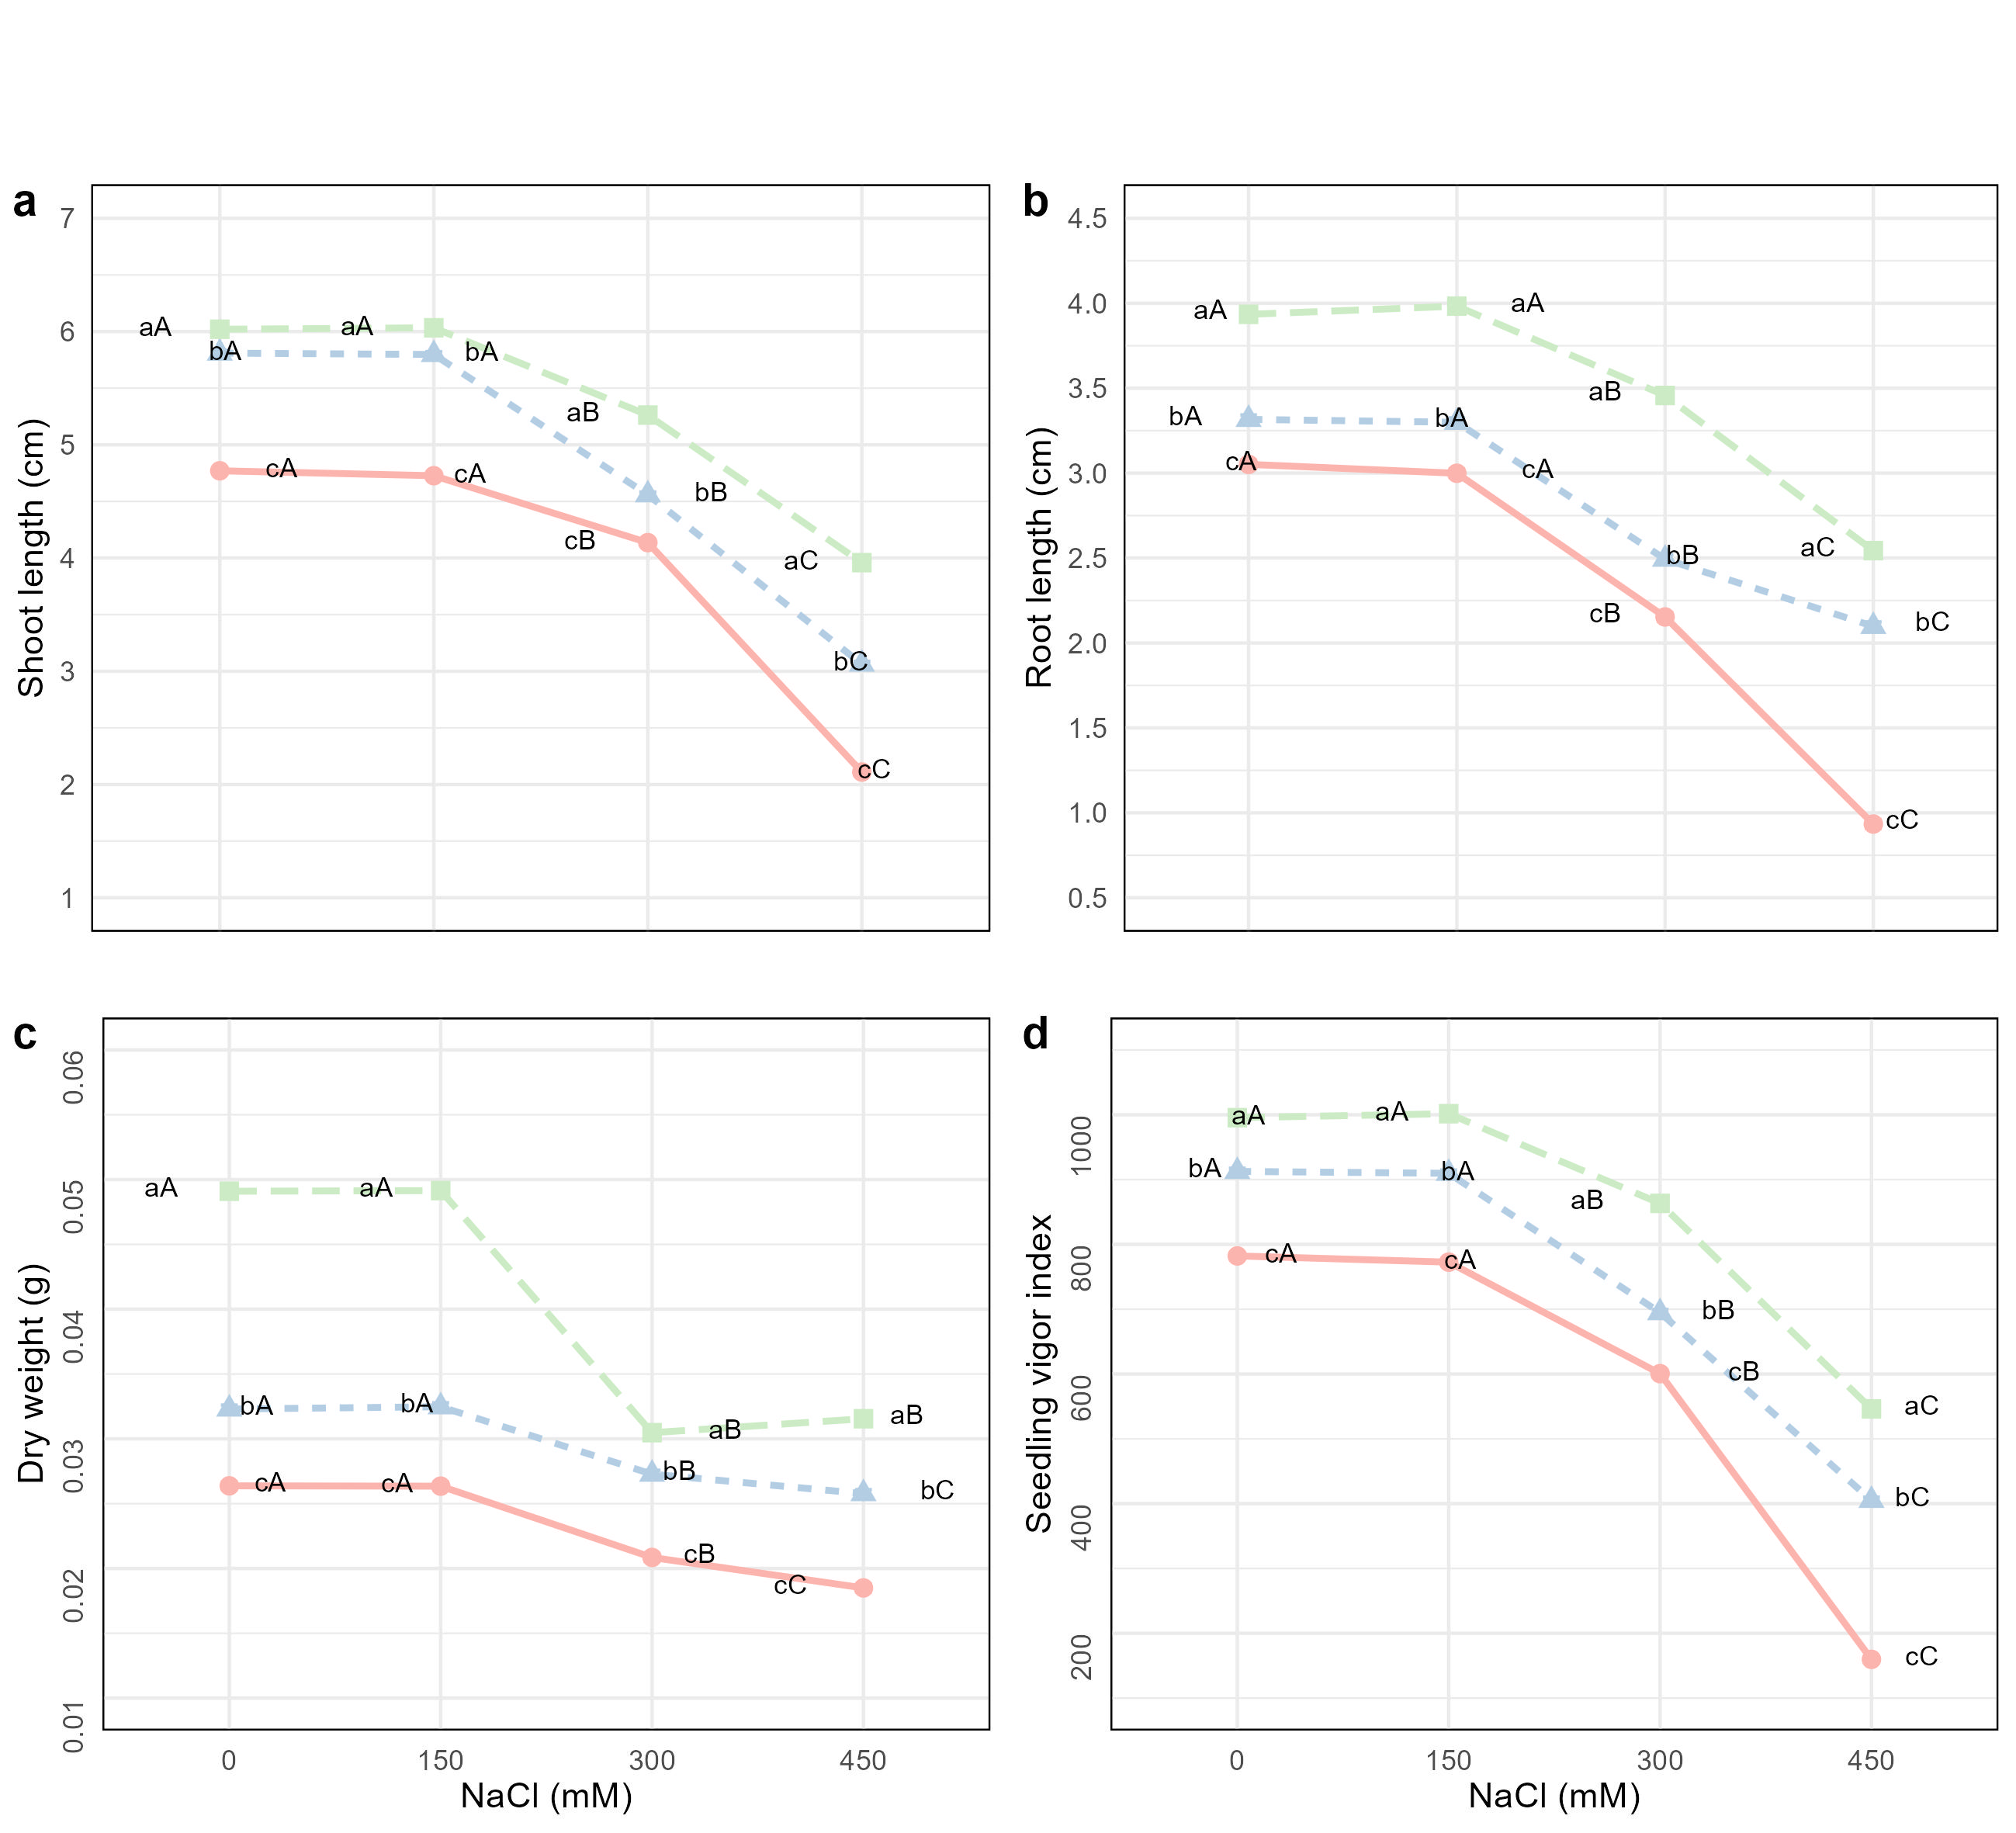 a
Shoot length (cm)
7
6
5
4
3
2
1
aA
aA
bA
bA
aB
cA
cA
bB
cB
aC
bC
cC
b
Root length (cm)
4.5
4.0
3.5
3.0
2.5
2.0
1.5
1.0
0.5
aA
aA
aB
bA
bA
cA
cA
bB
aC
cB
bC
cC
c
Dry weight (g)
0.06
0.05
0.04
0.03
0.02
0.01
aA
aA
bA
bA
aB
aB
cA
cA
bB
bC
cB
cC
0
150
300
450
NaCl (mM)
d
Seedling vigor index
1000
800
600
400
200
aA
aA
bA
bA
aB
cA
cA
bB
cB
aC
bC
cC
0
150
300
450
NaCl (mM)